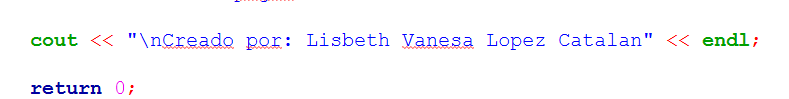 cout << "\nCreado por: Lisbeth Vanesa Lopez Catalan" << endl;
return 0;